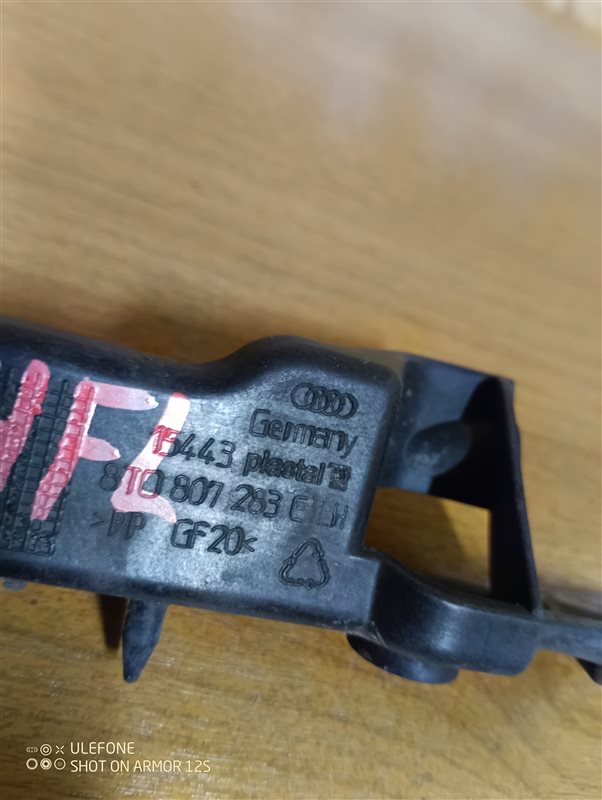 Germany
15443 plastal
8T0 807 283 C LH
>PP GF20<
ULEFONE
SHOT ON ARMOR 12S